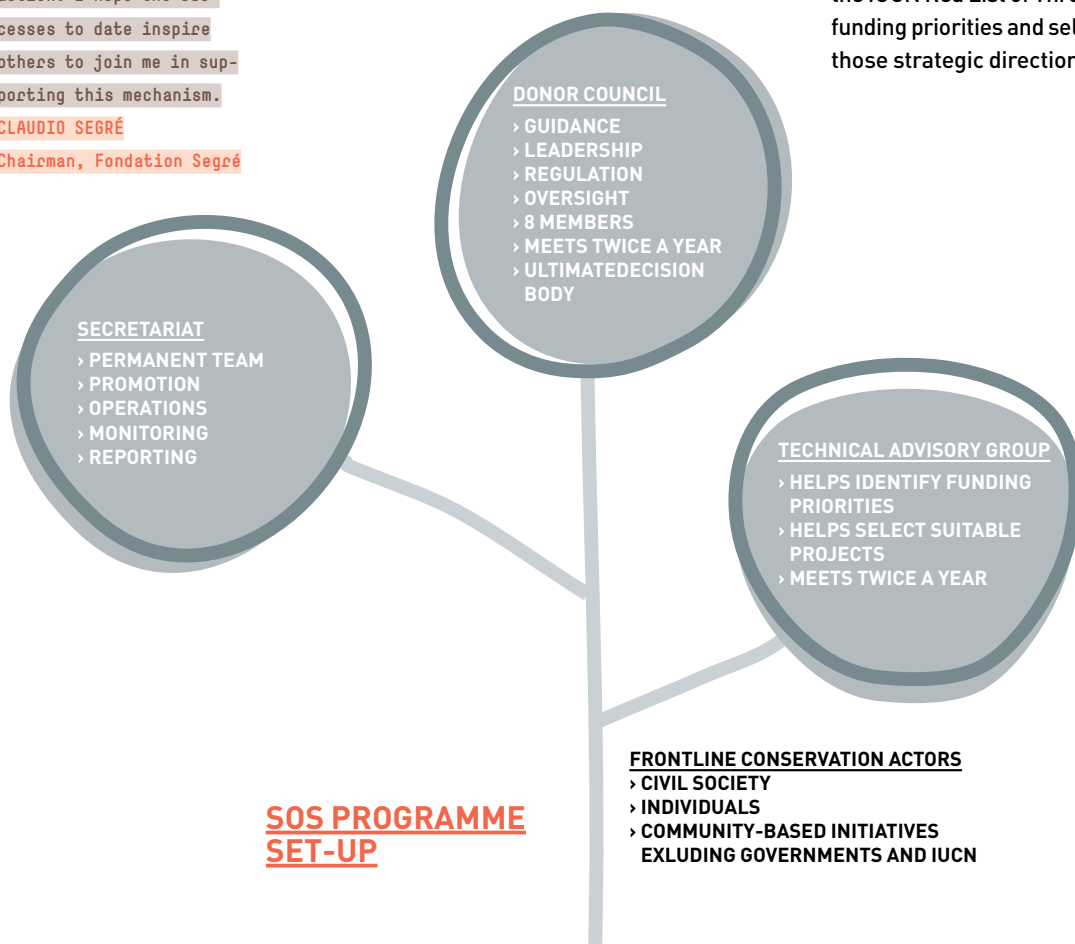 cesses to date inspire
others to join me in sup-
porting this mechanism.
CLAUDIO SEGRÉ
Chairman, Fondation Segré
funding priorities and sel
those strategic direction
DONOR COUNCIL
› GUIDANCE
› LEADERSHIP
› REGULATION
› OVERSIGHT
› 8 MEMBERS
› MEETS TWICE A YEAR
› ULTIMATEDECISION
BODY
SECRETARIAT
› PERMANENT TEAM
› PROMOTION
› OPERATIONS
› MONITORING
› REPORTING
TECHNICAL ADVISORY GROUP
› HELPS IDENTIFY FUNDING
PRIORITIES
› HELPS SELECT SUITABLE
PROJECTS
› MEETS TWICE A YEAR
FRONTLINE CONSERVATION ACTORS
› CIVIL SOCIETY
› INDIVIDUALS
› COMMUNITY-BASED INITIATIVES
EXLUDING GOVERNMENTS AND IUCN
SOS PROGRAMME
SET-UP